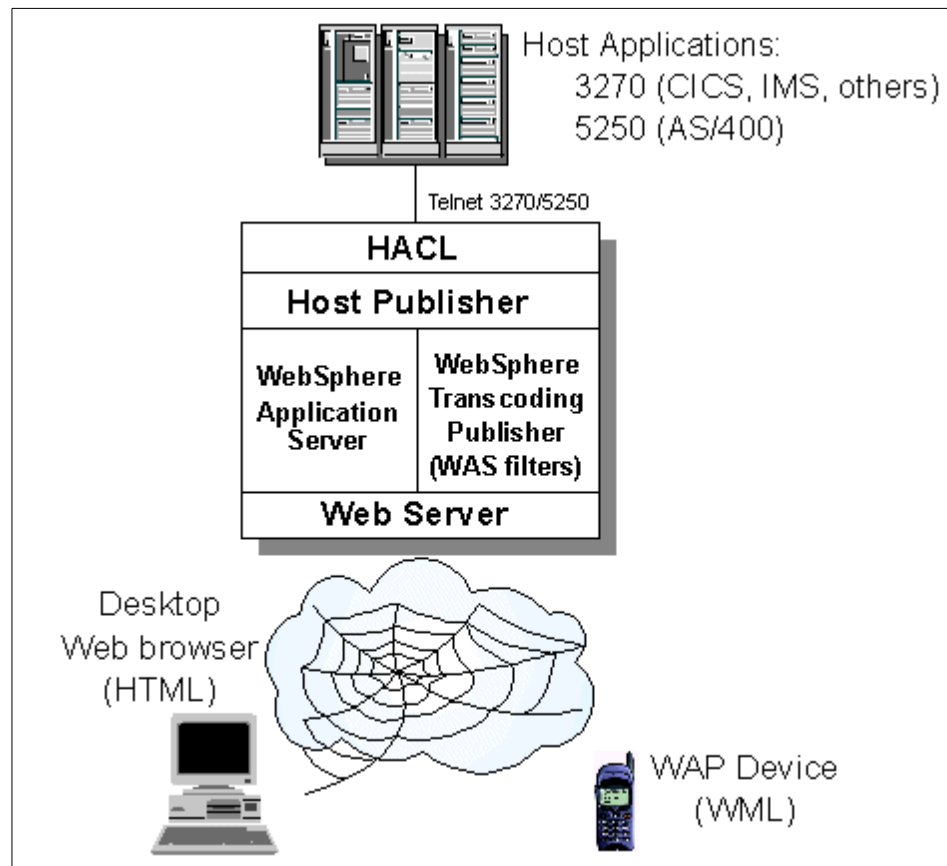 Host Applications:
3270 (CICS, IMS, others)
5250 (AS/400)
Telnet 3270/5250
HACL
Host Publisher
WebSphere
Application
Server
WebSphere
Transcoding
Publisher
(WAS filters)
Web Server
Desktop
Web browser
(HTML)
WAP Device
(WML)